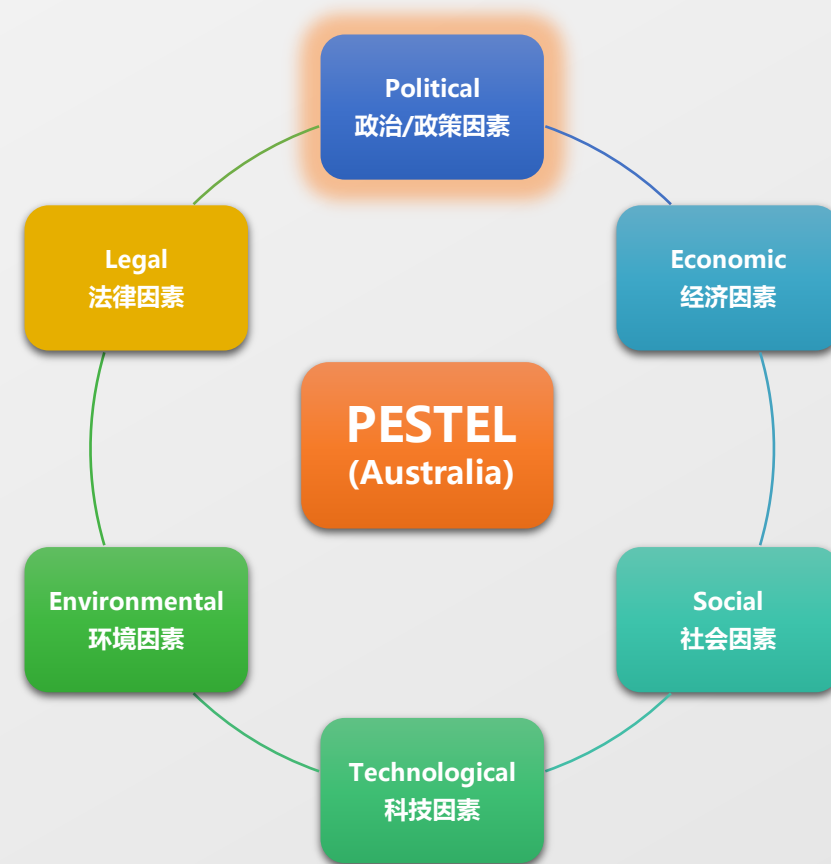 Political
政治/政策因素
Legal
法律因素
Economic
经济因素
PESTEL
(Australia)
Environmental
环境因素
Social
社会因素
Technological
科技因素